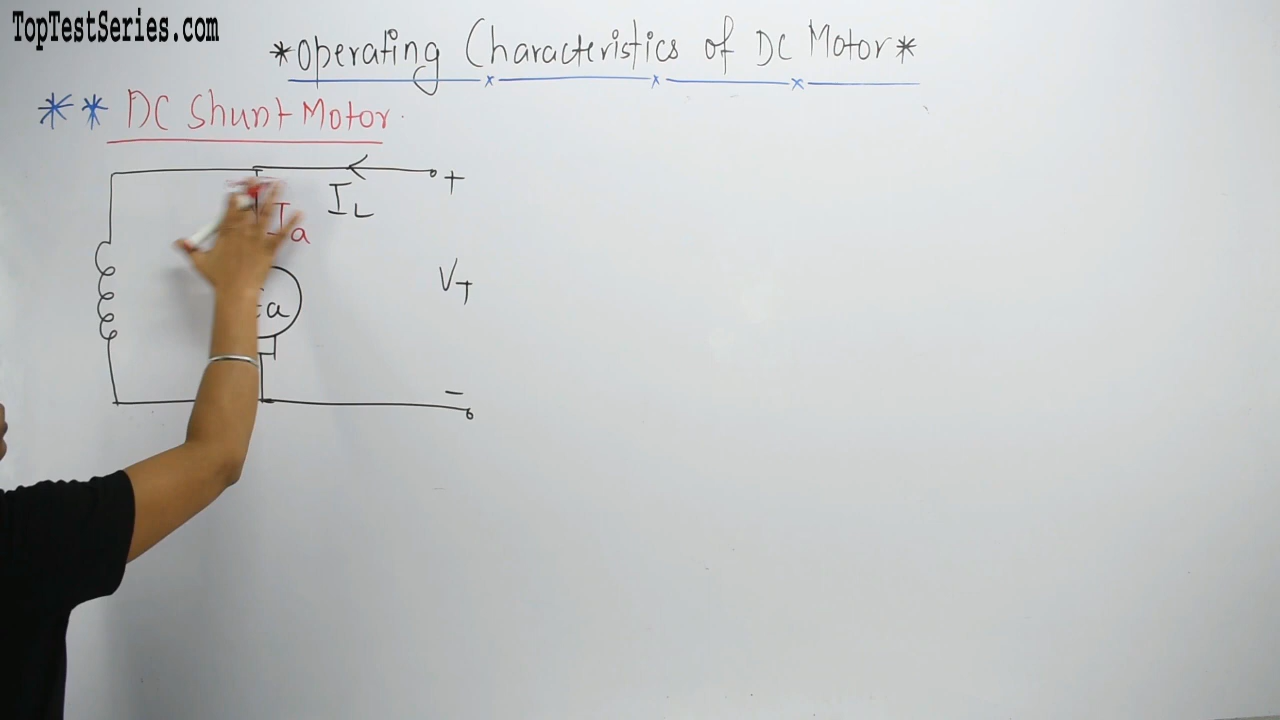 TopTestSeries.com
*Operating Characteristics of DC Motor*
** DC Shunt Motor
+
IL
Ia
VT
a
-